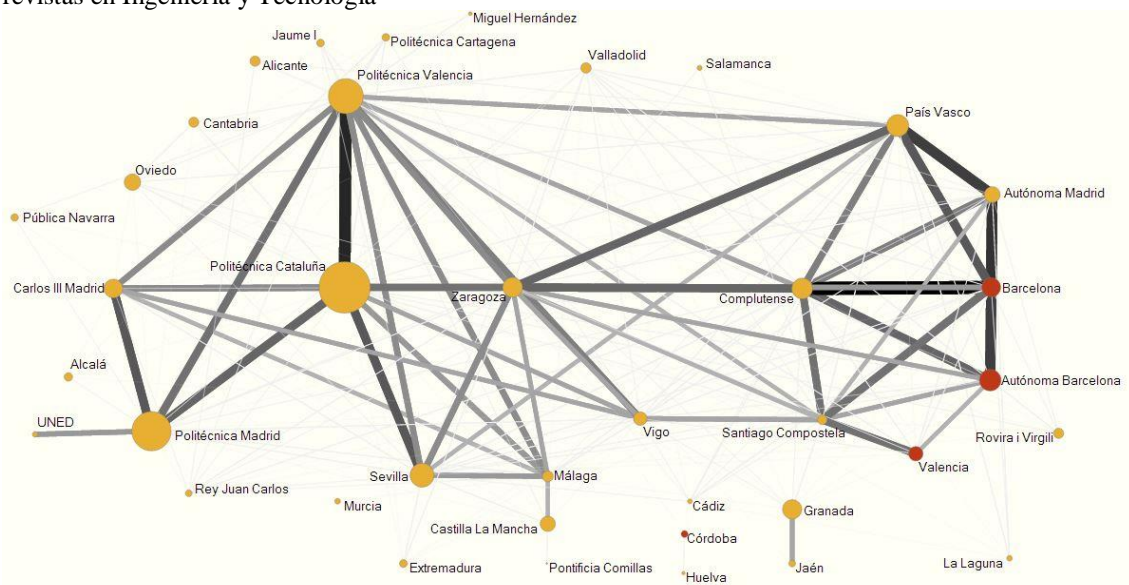 revistas en Ingeniería y Tecnología
Miguel Hernández
Jaume I
Politécnica Cartagena
Alicante
Valladolid
Salamanca
Politécnica Valencia
País Vasco
Cantabria
Oviedo
Autónoma Madrid
Pública Navarra
Politécnica Cataluña
Carlos III Madrid
Zaragoza
Complutense
Barcelona
Alcalá
Autónoma Barcelona
UNED
Politécnica Madrid
Vigo
Santiago Compostela
Rovira i Virgili
Valencia
Sevilla
Málaga
Rey Juan Carlos
Murcia
Cádiz
Granada
Castilla La Mancha
Córdoba
La Laguna
Extremadura
Pontificia Comillas
Jaén
Huelva